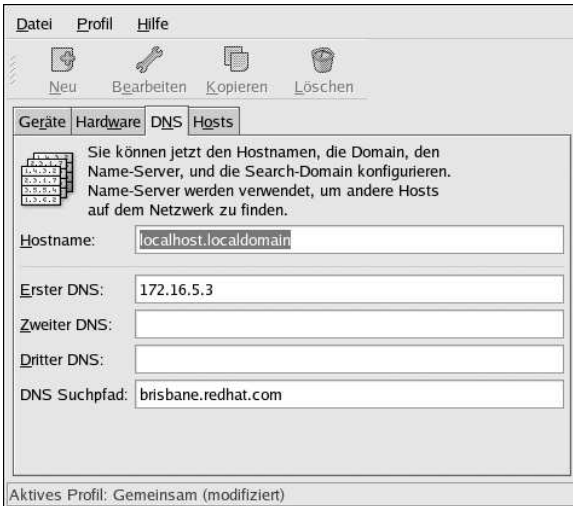 Datei Profil Hilfe
Neu Bearbeiten Kopieren Löschen
Geräte Hardware DNS Hosts
Sie können jetzt den Hostnamen, die Domain, den
Name-Server, und die Search-Domain konfigurieren.
Name-Server werden verwendet, um andere Hosts
auf dem Netzwerk zu finden.
Hostname: localhost.localdomain
Erster DNS: 172.16.5.3
Zweiter DNS:
Dritter DNS:
DNS Suchpfad: brisbane.redhat.com
Aktives Profil: Gemeinsam (modifiziert)